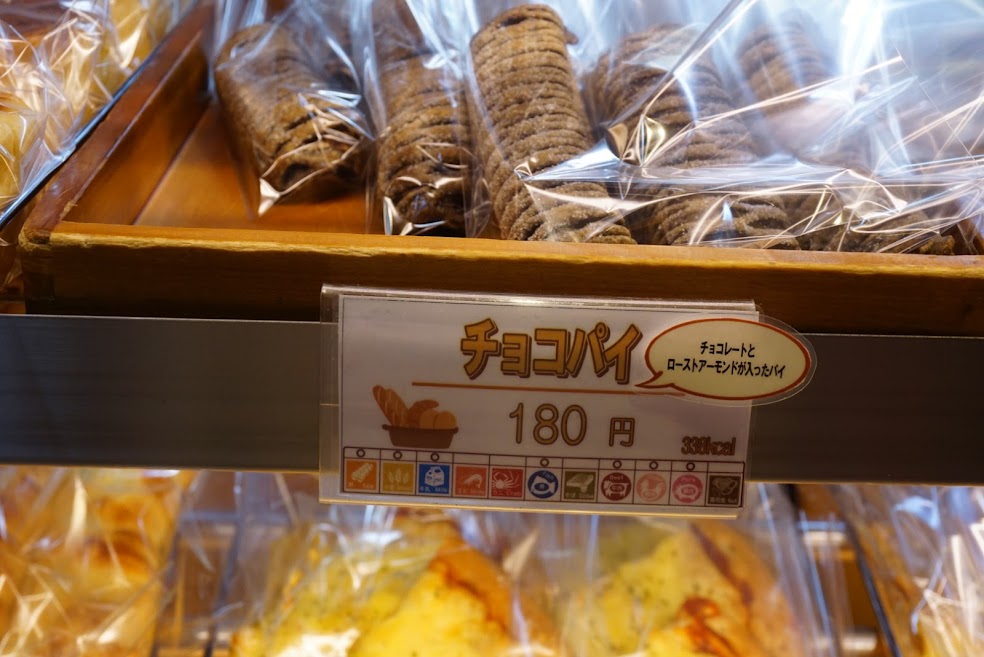 チョコパイ
チョコレートと
ローストアーモンドが入ったパイ
180 円
339kcal